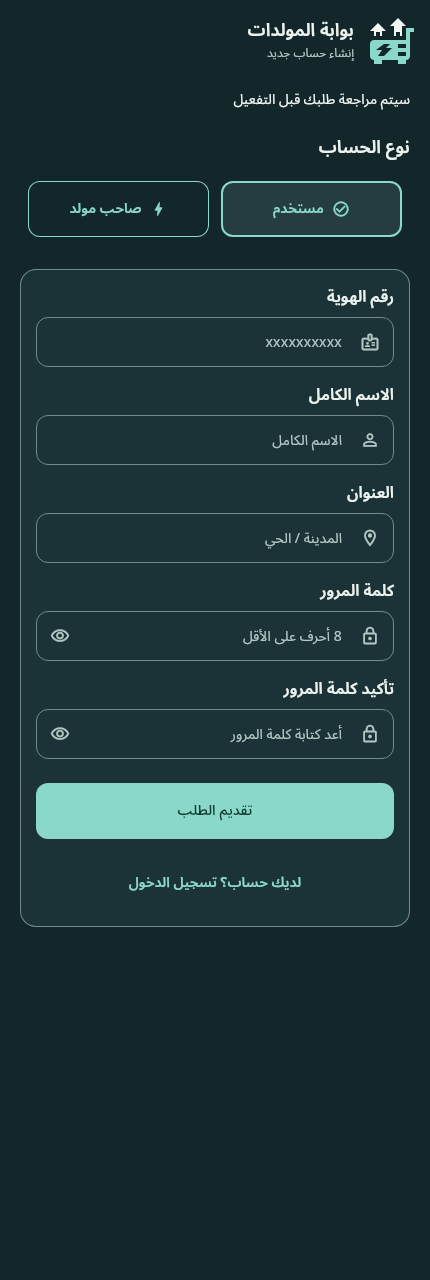 بوابة المولدات
إنشاء حساب جديد
سيتم مراجعة طلبك قبل التفعيل
نوع الحساب
مستخدم
صاحب مولد
رقم الهوية
xxxxxxxxxx
الاسم الكامل
الاسم الكامل
العنوان
المدينة / الحي
كلمة المرور
8 أحرف على الأقل
تأكيد كلمة المرور
أعد كتابة كلمة المرور
تقديم الطلب
لديك حساب؟ تسجيل الدخول